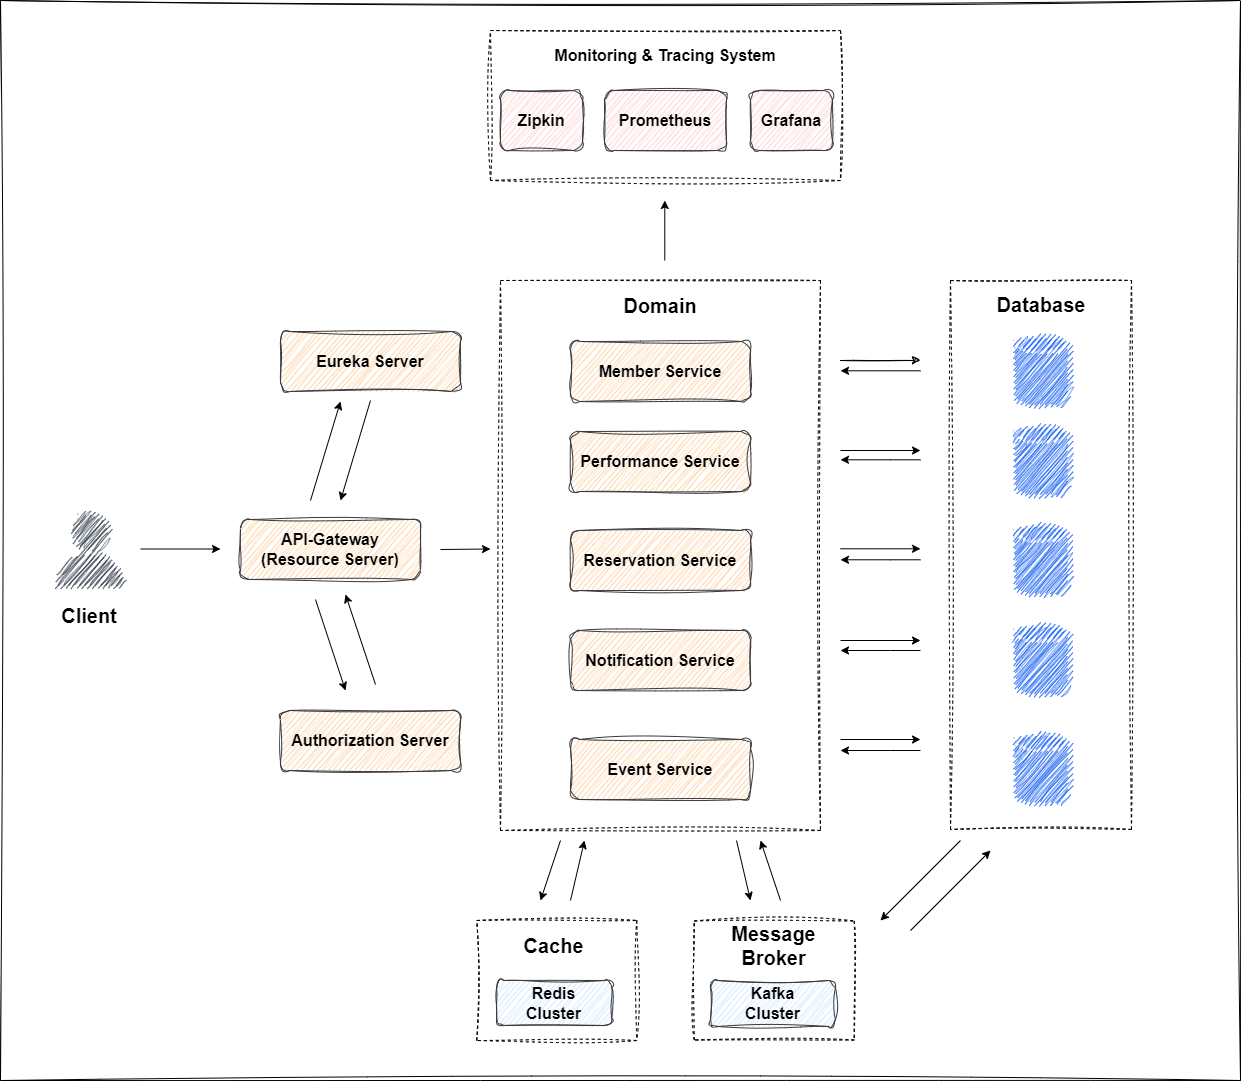 Monitoring & Tracing System
Zipkin
Prometheus
Grafana
Domain
Database
Eureka Server
Member Service
Performance Service
API-Gateway
(Resource Server)
Reservation Service
Client
Notification Service
Authorization Server
Event Service
Cache
Redis
Cluster
Message
Broker
Kafka
Cluster